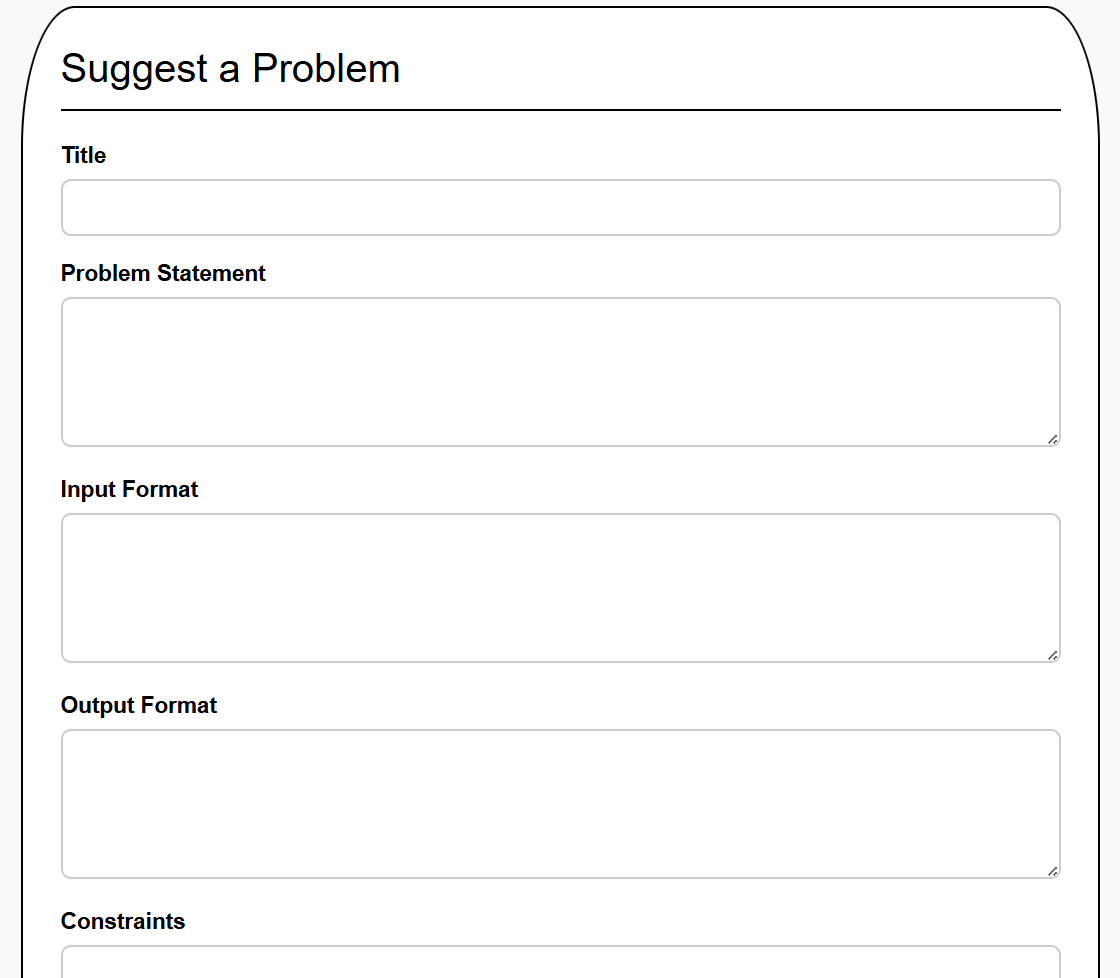 Suggest a Problem
Title
Problem Statement
Input Format
Output Format
Constraints